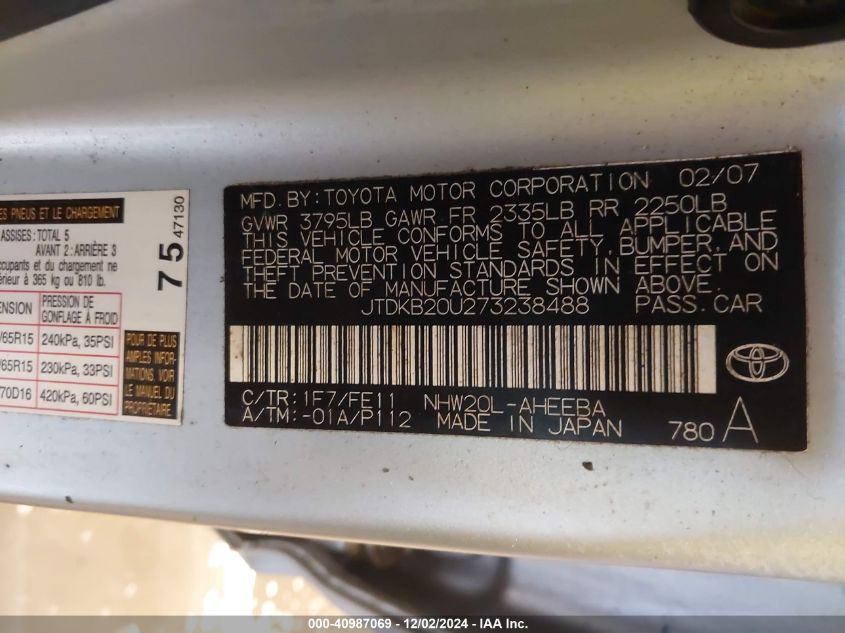 ES PNEUS ET LE CHARGEMENT
ASSISES: TOTAL 5
AVANT 2: ARRIÈRE 3
occupants et du chargement ne
365 kg ou 810 lb.
PRESSION DE
GONFLAGE À FROID
/65R15 240kPa, 35PSI
/65R15 230kPa, 33PSI
70D16 420kPa, 60PSI
POUR DE PLUS
AMPLES INFOR-
MATIONS, VOIR
LE MANUEL DU
PROPRIÉTAIRE.
75 47130
MFD. BY: TOYOTA MOTOR CORPORATION 02/07
GVWR 3795LB GAWR FR 2335LB RR 2250LB
THIS VEHICLE CONFORMS TO ALL APPLICABLE
FEDERAL MOTOR VEHICLE SAFETY, BUMPER, AND
THEFT PREVENTION STANDARDS IN EFFECT ON
THE DATE OF MANUFACTURE SHOWN ABOVE.
JTDKB20U273238488 PASS.CAR
C/TR: 1F7/FE11 NHW20L-AHEEBA
A/TM: -01A/P112 MADE IN JAPAN 780 A
000-40987069 - 12/02/2024 - IAA Inc.